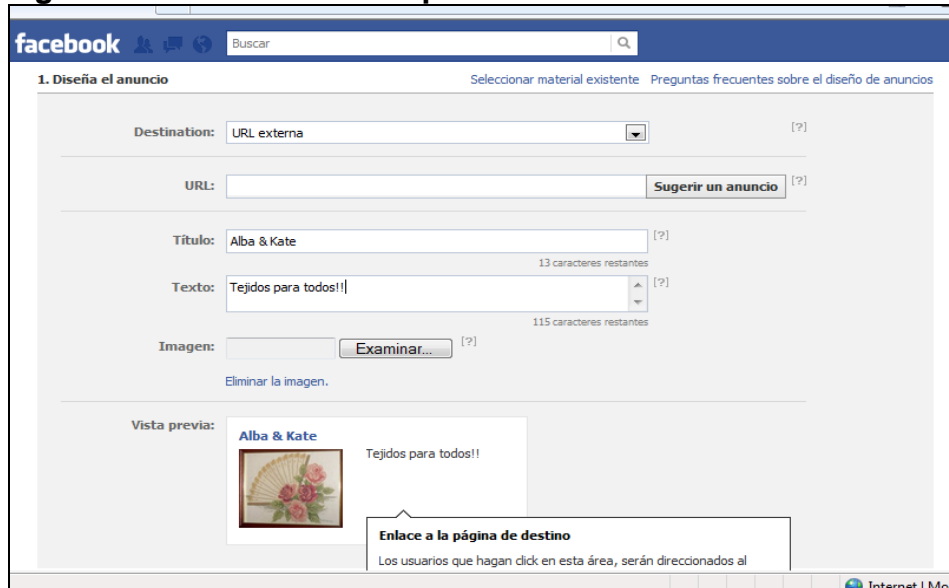 facebook Buscar
1. Diseña el anuncio Seleccionar material existente Preguntas frecuentes sobre el diseño de anuncios
Destination: URL externa [?]
URL: Sugerir un anuncio [?]
Título: Alba & Kate [?]
13 caracteres restantes
Texto: Tejidos para todos!! [?]
115 caracteres restantes
Imagen: Examinar... [?]
Eliminar la imagen.
Vista previa:
Alba & Kate
Tejidos para todos!!
Enlace a la página de destino
Los usuarios que hagan click en esta área, serán direccionados al
Internet | Mo